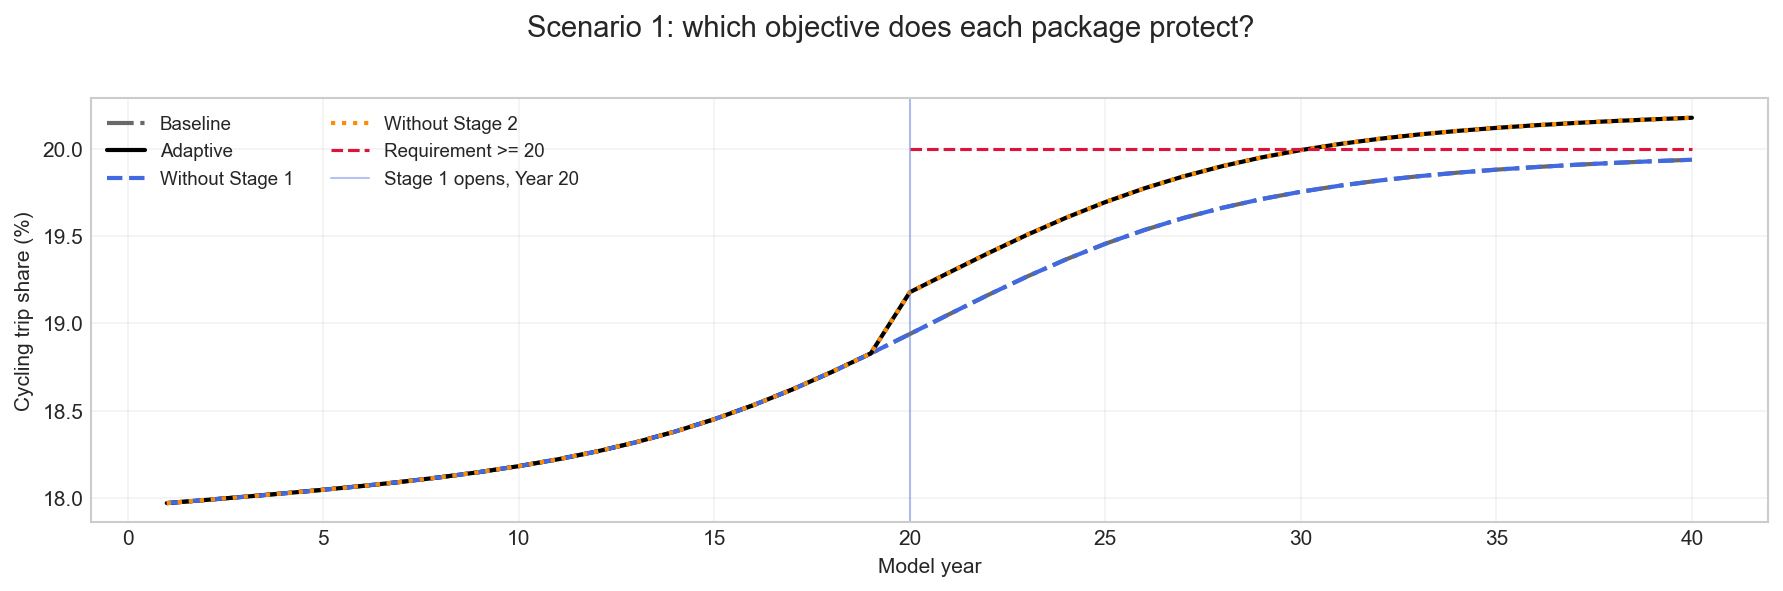 Scenario 1: which objective does each package protect?
Baseline
Adaptive
Without Stage 1
Without Stage 2
Requirement >= 20
Stage 1 opens, Year 20
Cycling trip share (%)
20.0
19.5
19.0
18.5
18.0
0 5 10 15 20 25 30 35 40
Model year